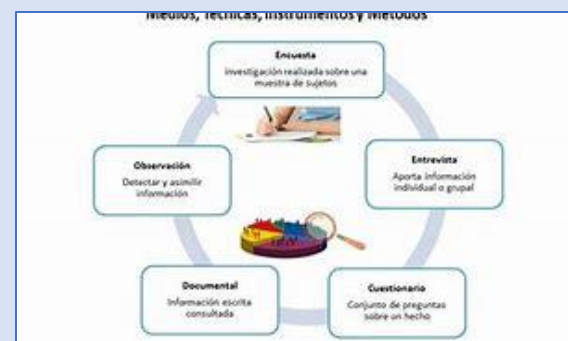 Medios, Técnicas, Instrumentos y Métodos
Encuesta
Investigación realizada sobre una
muestra de sujetos
Entrevista
Aporta información
individual o grupal
Cuestionario
Conjunto de preguntas
sobre un hecho
Documental
Información escrita
consultada
Observación
Detectar y asimilir
información